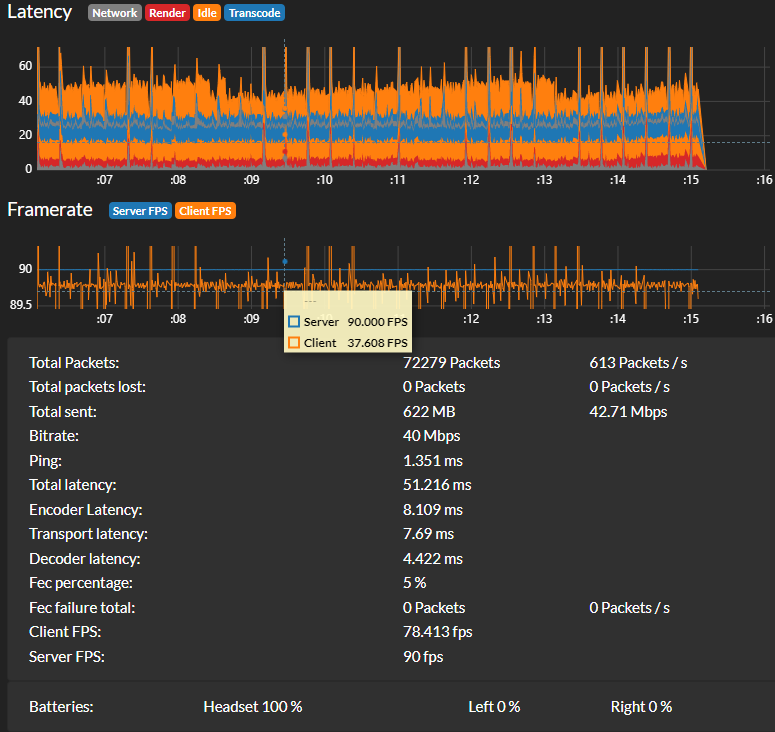 Latency Network Render Idle Transcode
60
40
20
0
:07 :08 :09 :10 :11 :12 :13 :14 :15 :16
Framerate Server FPS Client FPS
90
89.5
:07 :08 :09 :10 :11 :12 :13 :14 :15 :16
---
Server 90.000 FPS
Client 37.608 FPS
Total Packets: 72279 Packets 613 Packets / s
Total packets lost: 0 Packets 0 Packets / s
Total sent: 622 MB 42.71 Mbps
Bitrate: 40 Mbps
Ping: 1.351 ms
Total latency: 51.216 ms
Encoder Latency: 8.109 ms
Transport latency: 7.69 ms
Decoder latency: 4.422 ms
Fec percentage: 5 %
Fec failure total: 0 Packets 0 Packets / s
Client FPS: 78.413 fps
Server FPS: 90 fps
Batteries: Headset 100 % Left 0 % Right 0 %